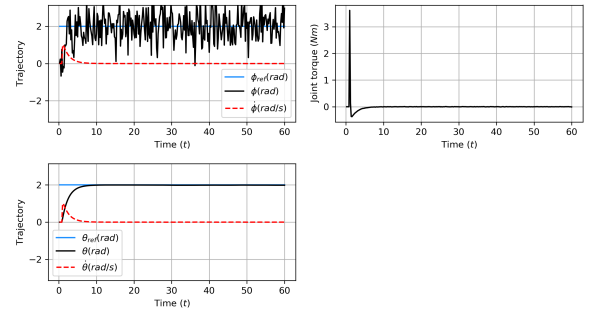 Trajectory
2
0
−2
ϕref(rad)
ϕ(rad)
ϕ̇(rad/s)
0 10 20 30 40 50 60
Time (t)
Joint torque (Nm)
3
2
1
0
0 10 20 30 40 50 60
Time (t)
Trajectory
2
0
−2
θref(rad)
θ(rad)
θ̇(rad/s)
0 10 20 30 40 50 60
Time (t)